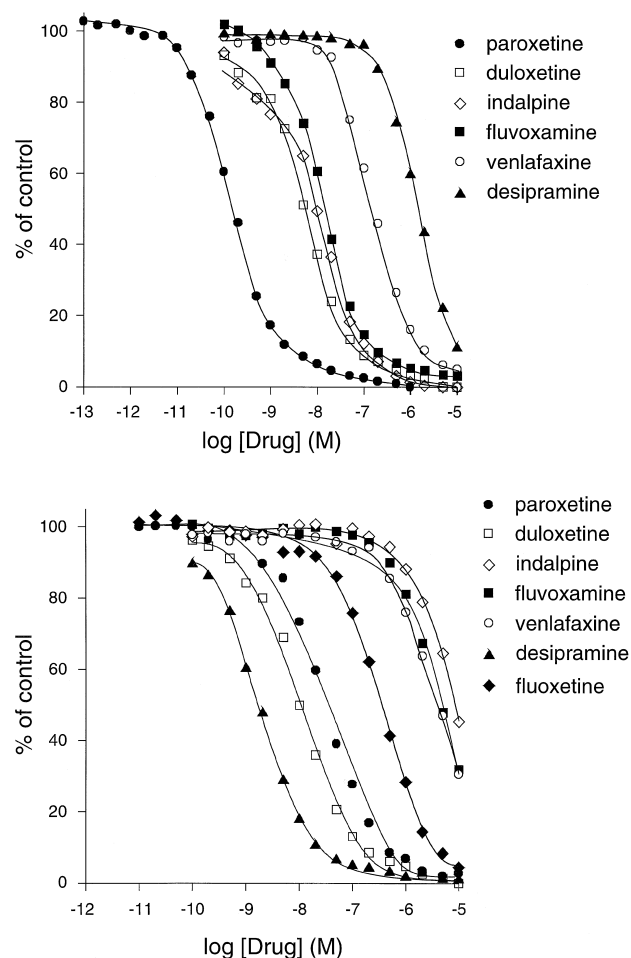 100
80
60
40
20
0
% of control
-13 -12 -11 -10 -9 -8 -7 -6 -5
log [Drug] (M)
paroxetine
duloxetine
indalpine
fluvoxamine
venlafaxine
desipramine
100
80
60
40
20
0
% of control
-12 -11 -10 -9 -8 -7 -6 -5
log [Drug] (M)
paroxetine
duloxetine
indalpine
fluvoxamine
venlafaxine
desipramine
fluoxetine